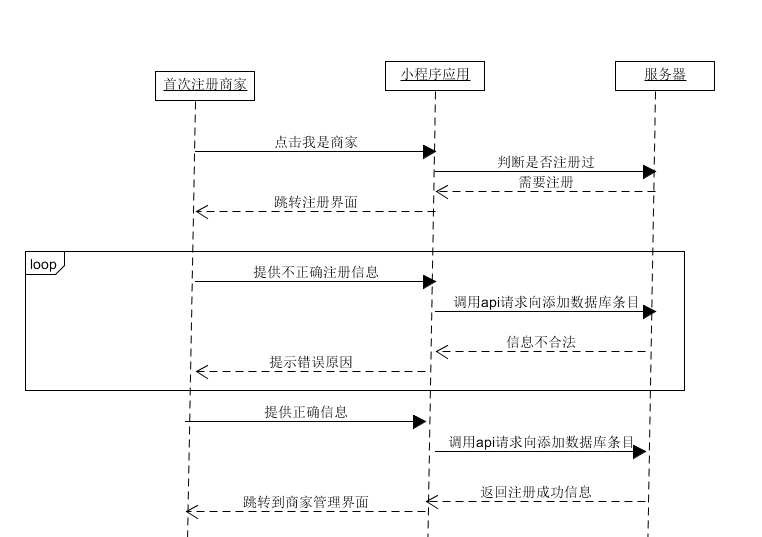 首次注册商家
小程序应用
服务器
点击我是商家
判断是否注册过
需要注册
跳转注册界面
loop
提供不正确注册信息
调用api请求向添加数据库条目
信息不合法
提示错误原因
提供正确信息
调用api请求向添加数据库条目
返回注册成功信息
跳转到商家管理界面